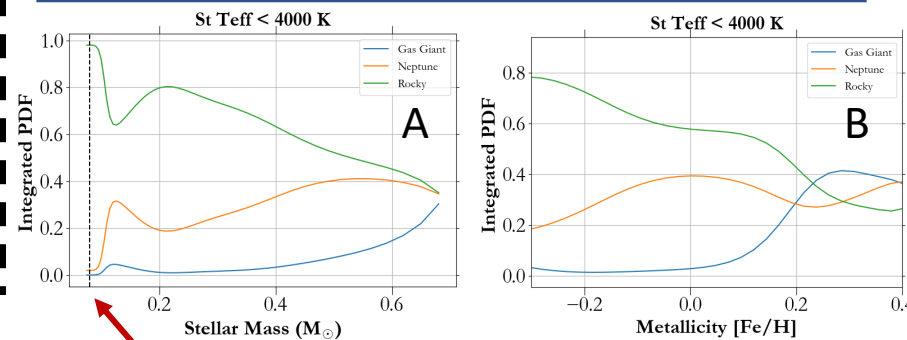 St Teff < 4000 K
1.0
0.8
0.6
0.4
0.2
0.0
Integrated PDF
Gas Giant
Neptune
Rocky
A
0.2
0.4
0.6
Stellar Mass (M☉)
St Teff < 4000 K
0.8
0.6
0.4
0.2
0.0
Integrated PDF
Gas Giant
Neptune
Rocky
B
−0.2
0.0
0.2
0.4
Metallicity [Fe/H]